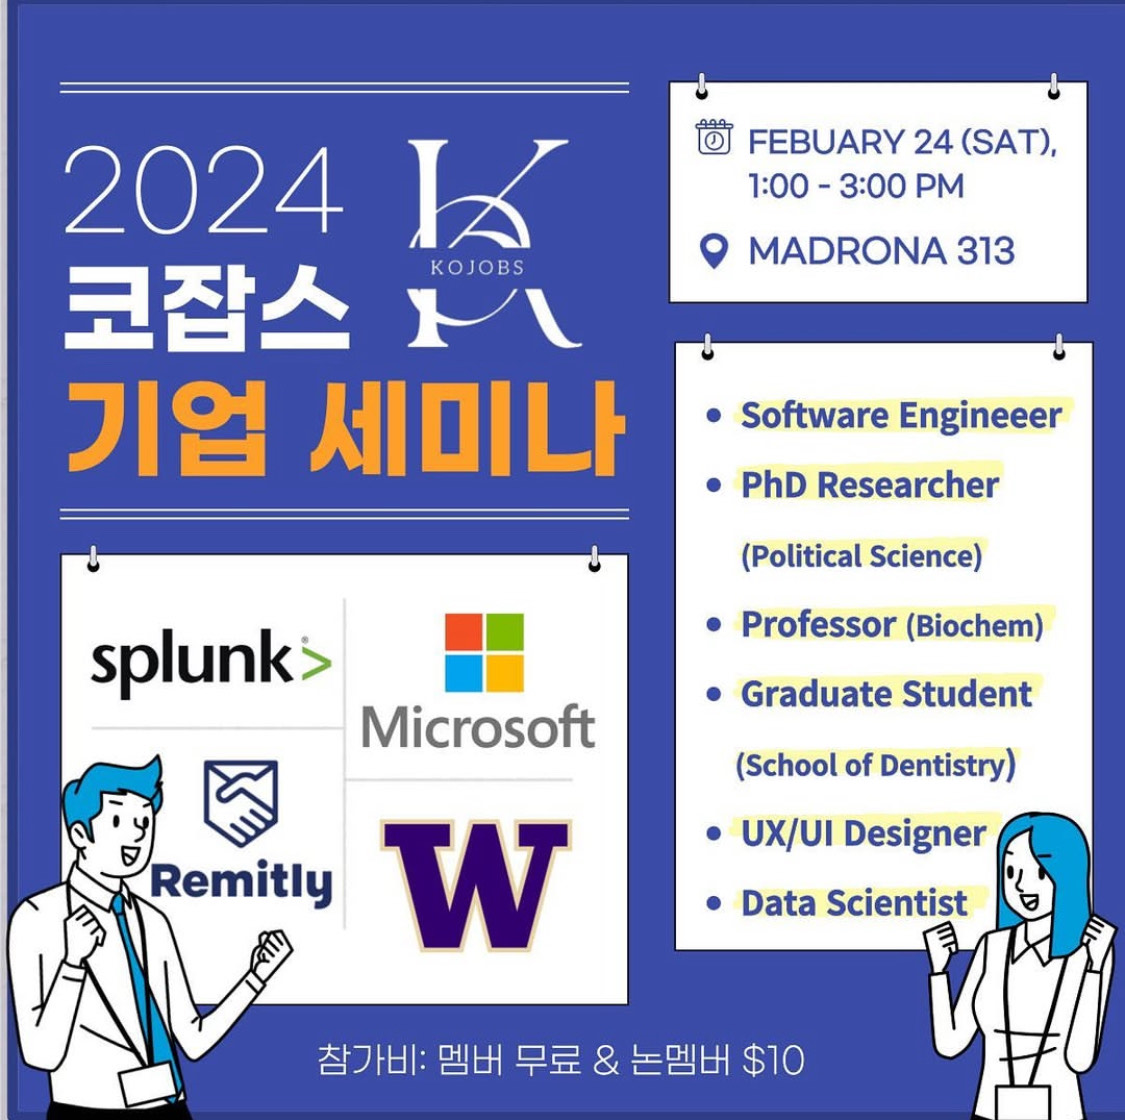 2024
코잡스
기업 세미나
KOJOBS
FEBUARY 24 (SAT),
1:00 - 3:00 PM
MADRONA 313
splunk>
Microsoft
Remitly
W
• Software Engineeer
• PhD Researcher
(Political Science)
• Professor (Biochem)
• Graduate Student
(School of Dentistry)
• UX/UI Designer
• Data Scientist
참가비: 멤버 무료 & 논멤버 $10